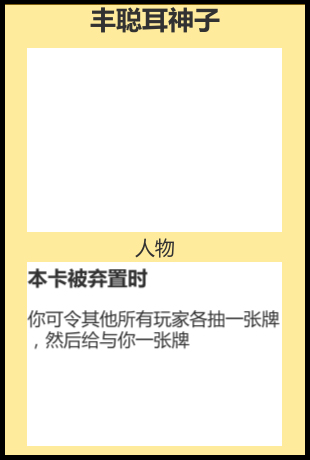 丰聪耳神子
人物
本卡被弃置时
你可令其他所有玩家各抽一张牌
，然后给与你一张牌